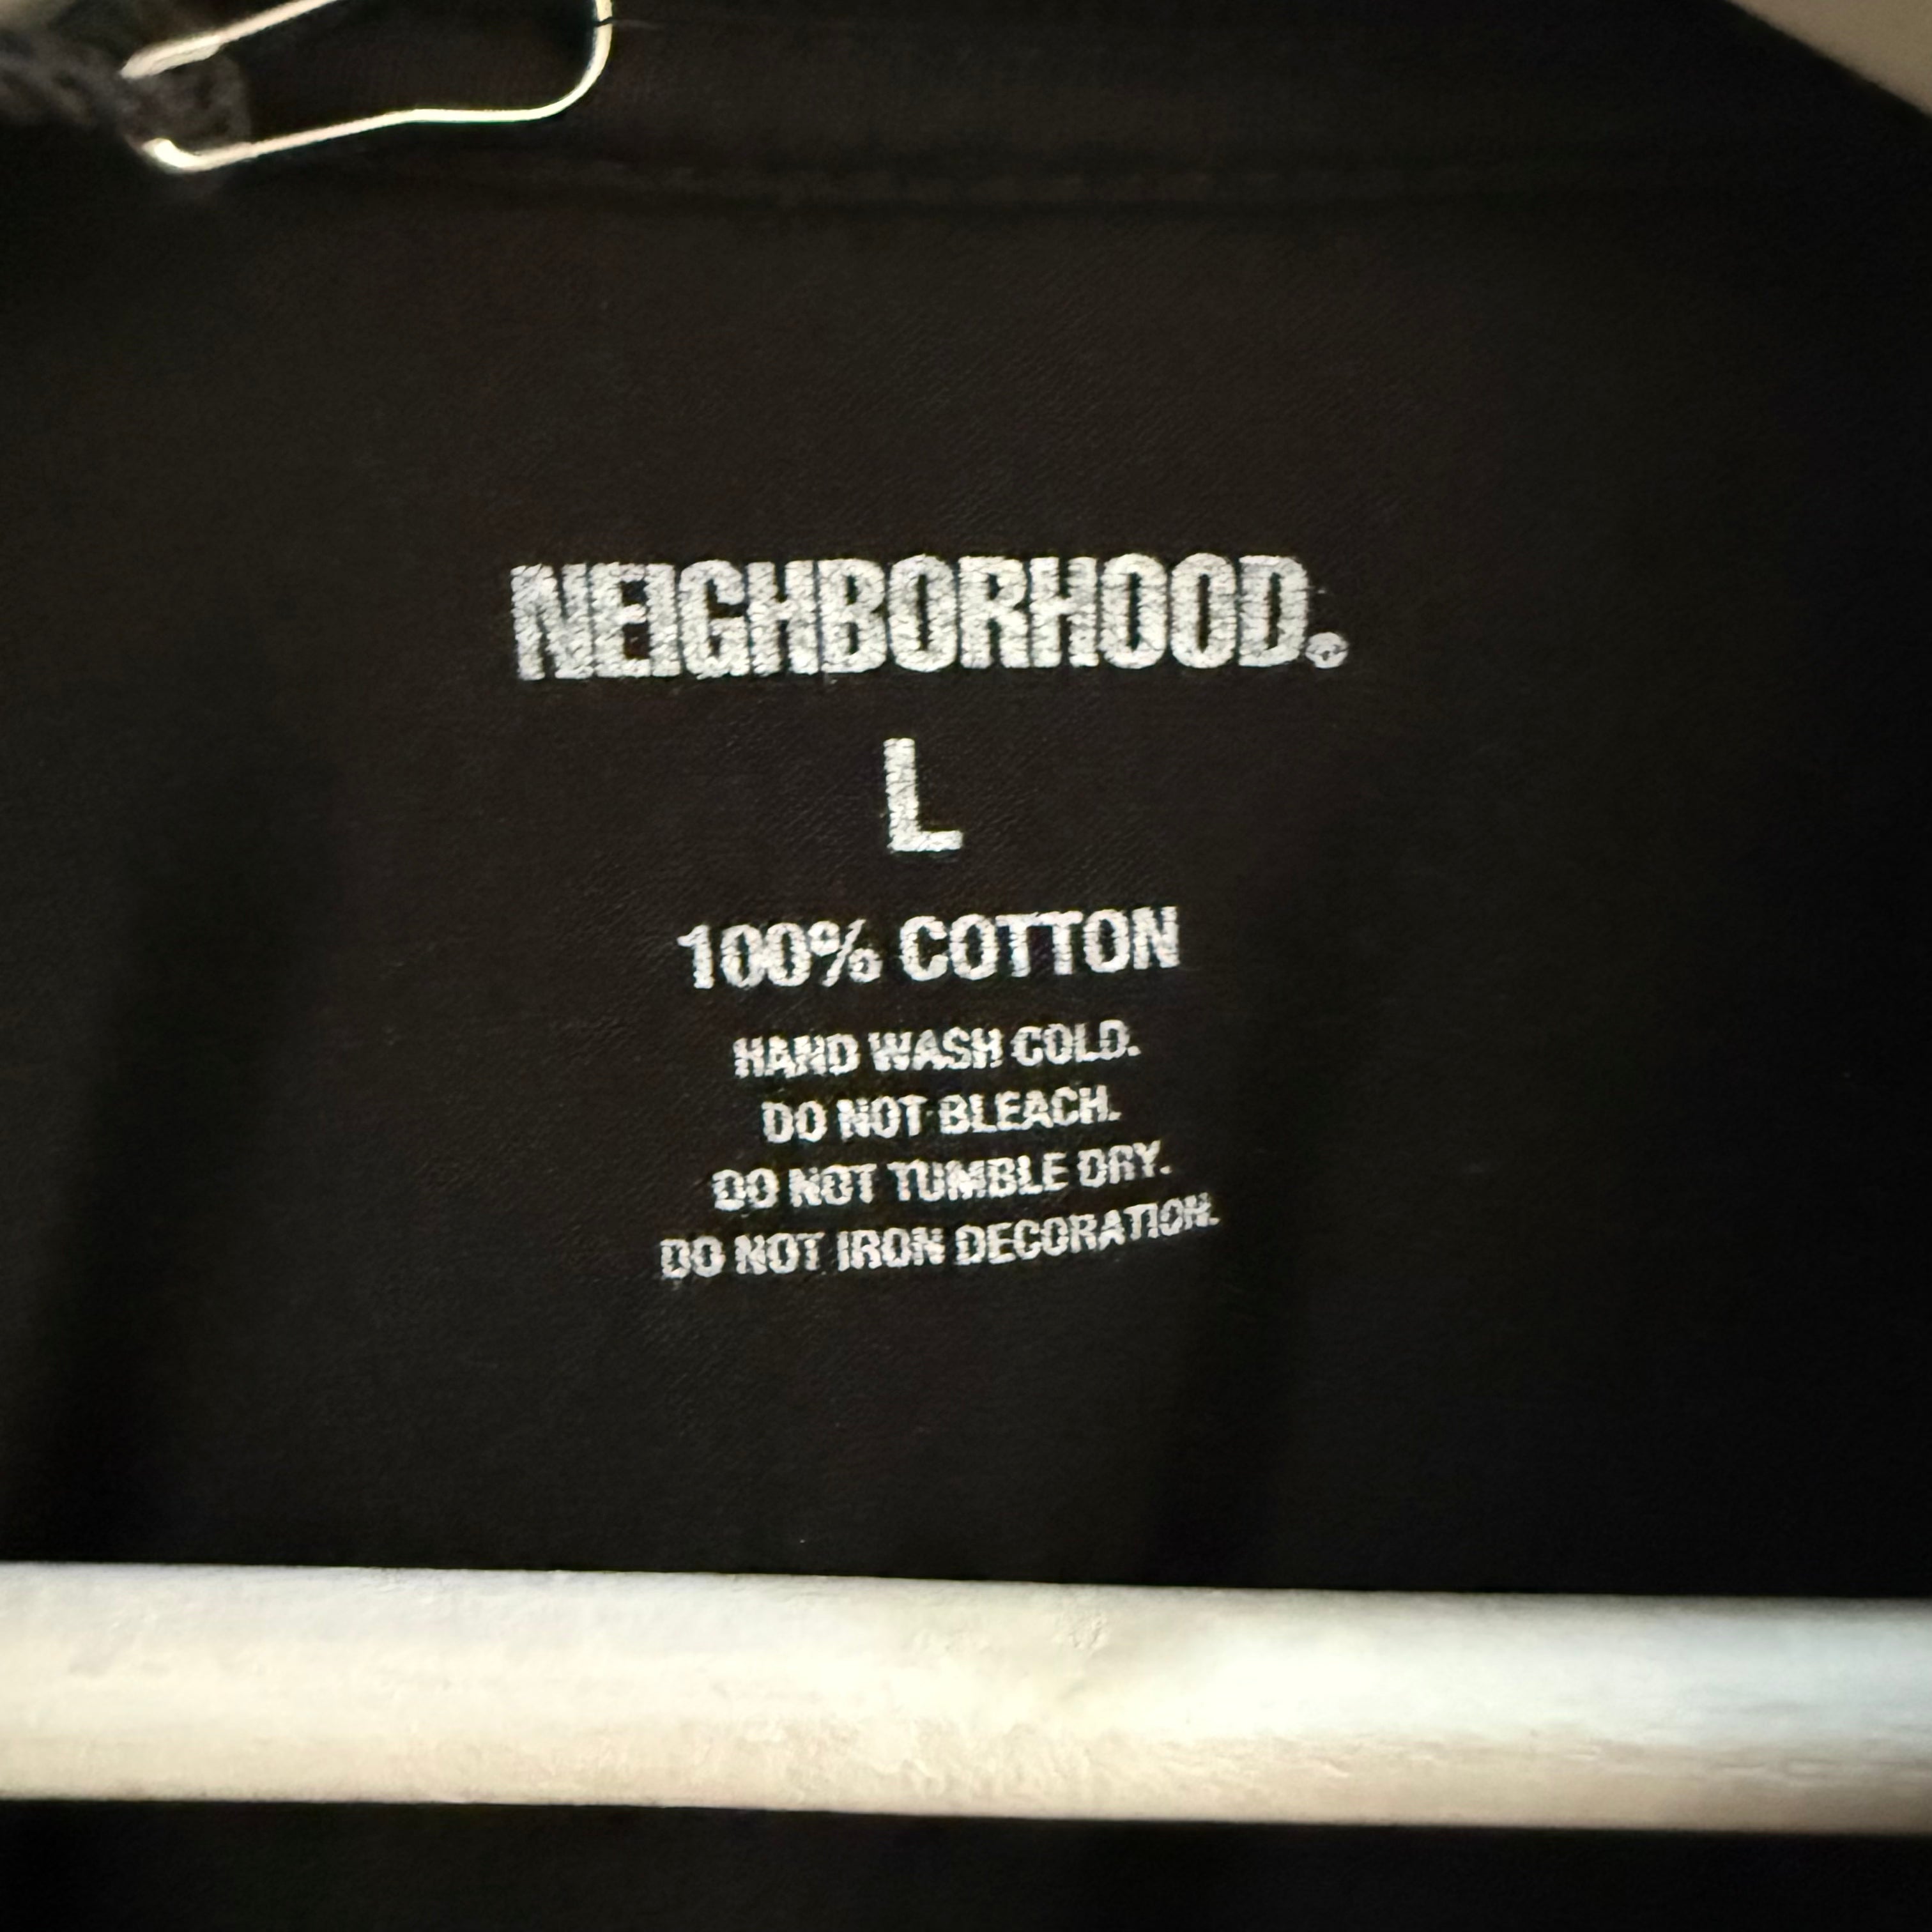 NEIGHBORHOOD®
L
100% COTTON
HAND WASH COLD.
DO NOT BLEACH.
DO NOT TUMBLE DRY.
DO NOT IRON DECORATION.